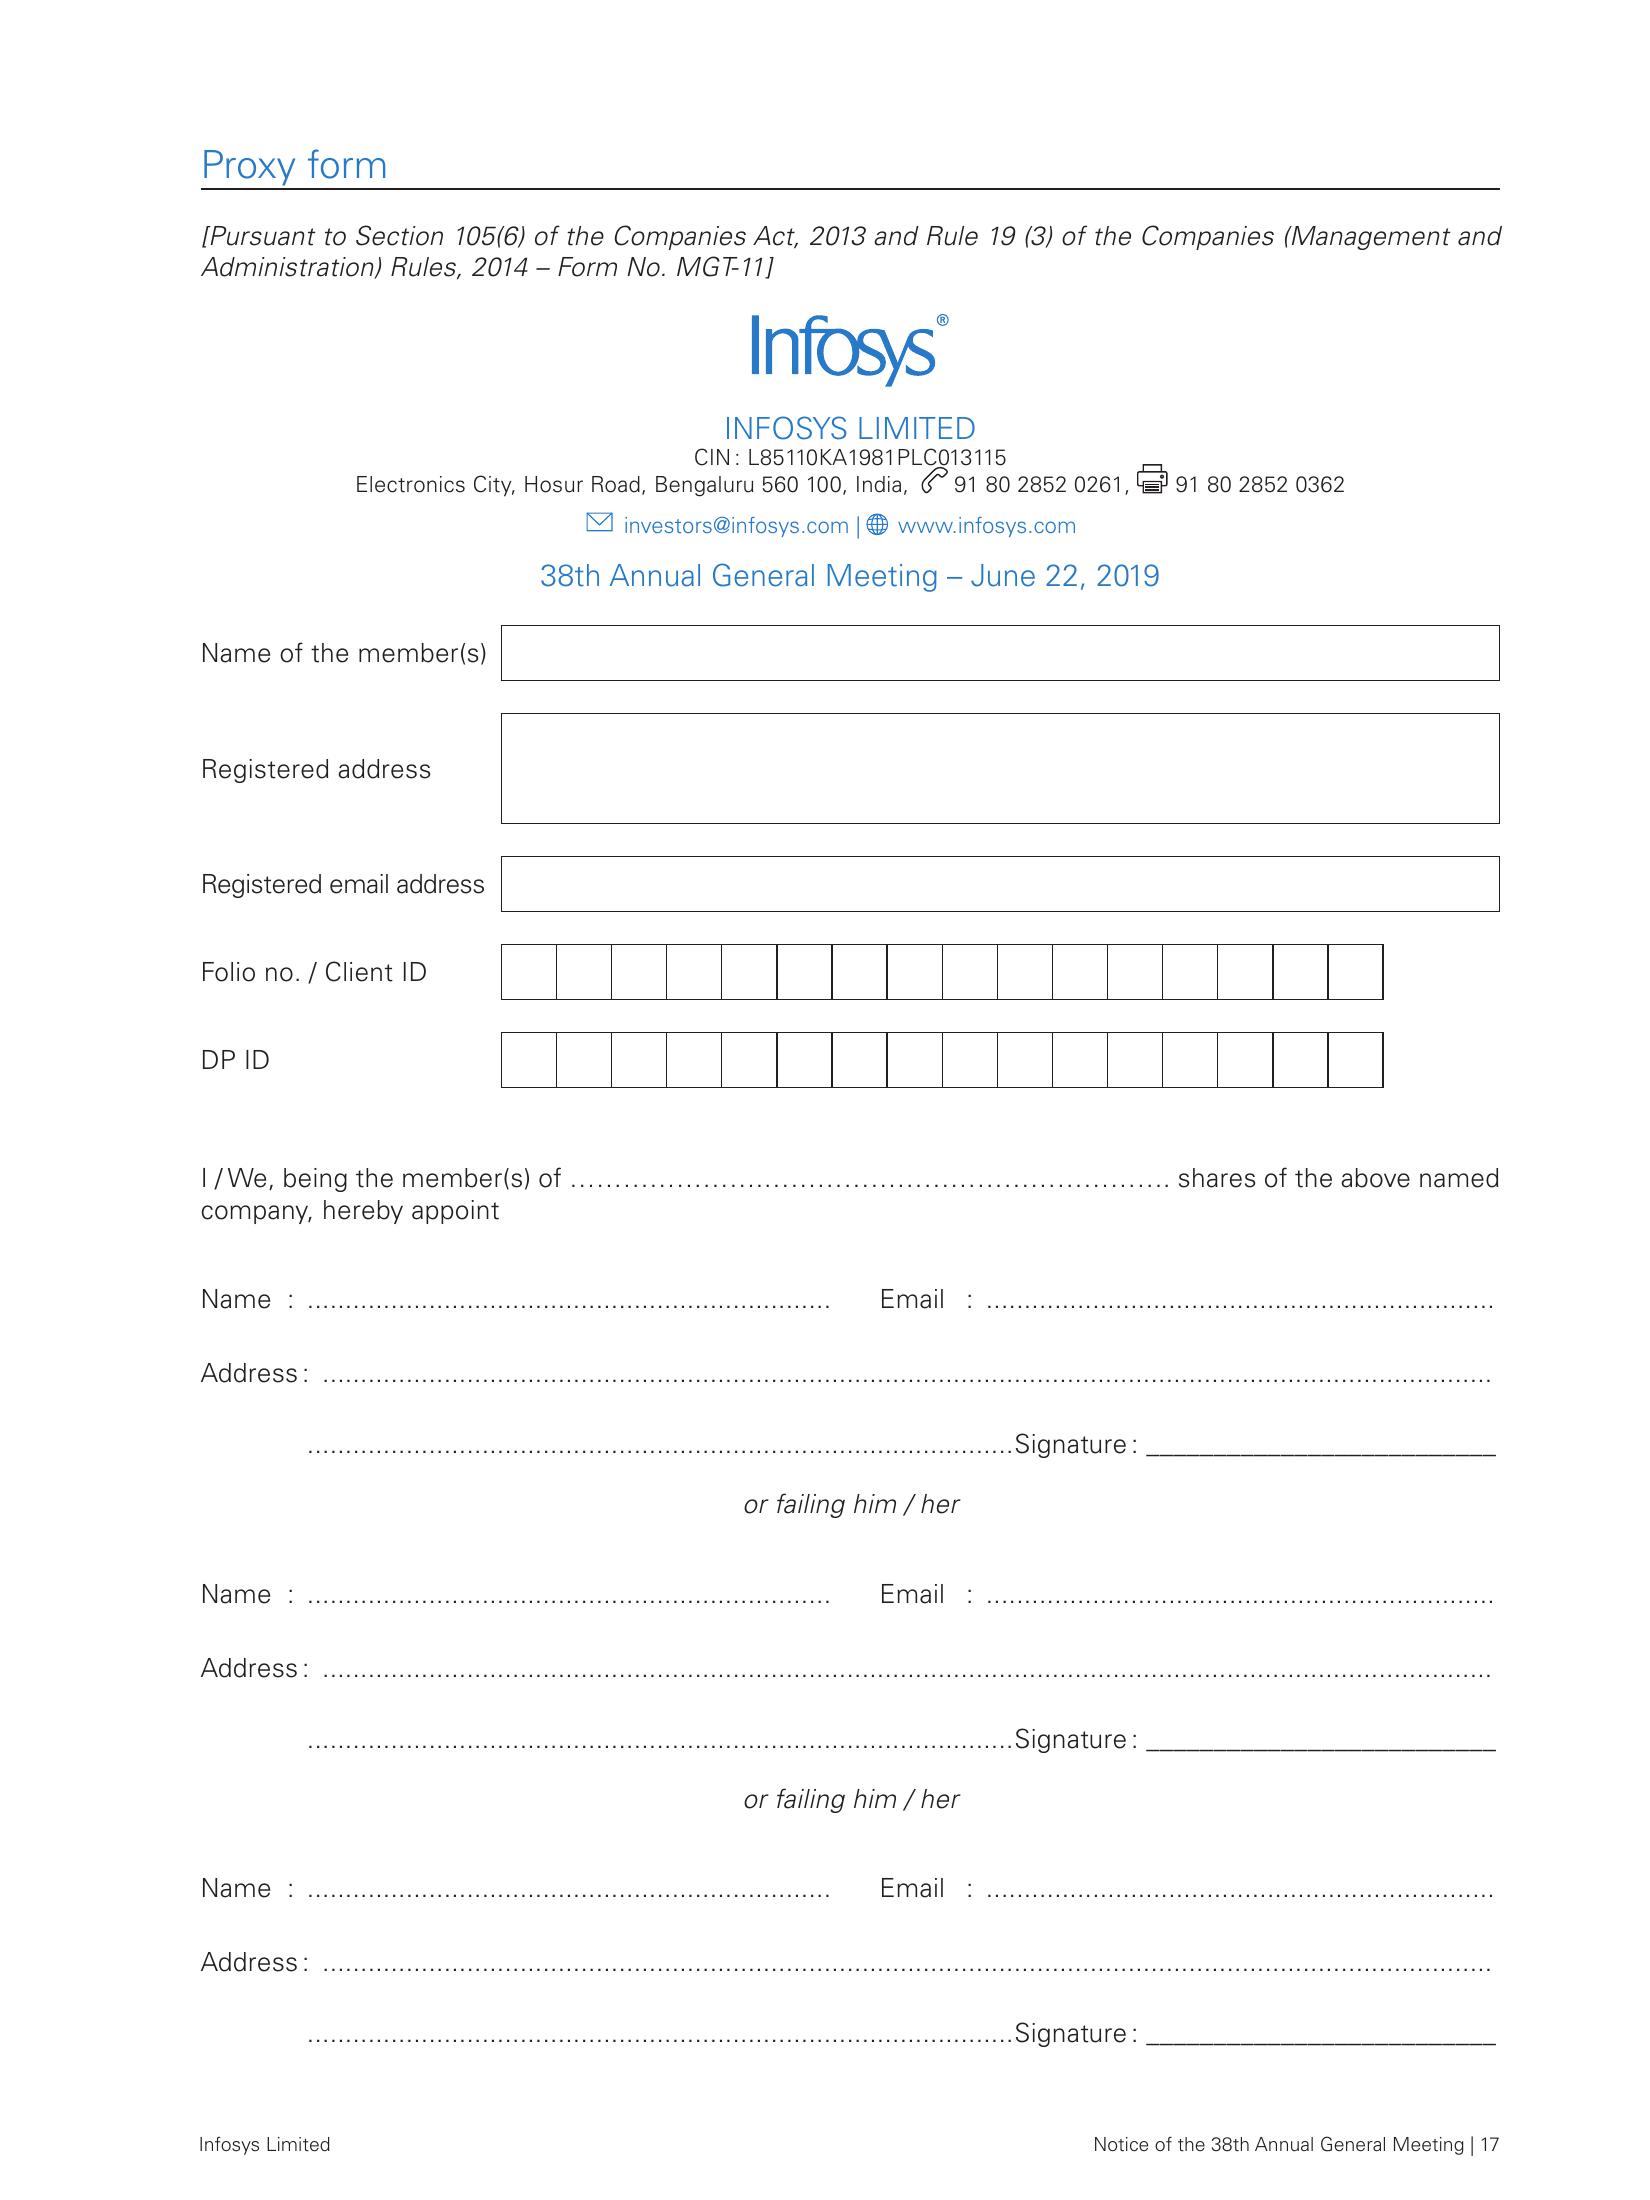 Proxy form
[Pursuant to Section 105(6) of the Companies Act, 2013 and Rule 19 (3) of the Companies (Management and
Administration) Rules, 2014 – Form No. MGT-11]
Infosys®
INFOSYS LIMITED
CIN : L85110KA1981PLC013115
Electronics City, Hosur Road, Bengaluru 560 100, India, 91 80 2852 0261, 91 80 2852 0362
investors@infosys.com | www.infosys.com
38th Annual General Meeting – June 22, 2019
Name of the member(s)
Registered address
Registered email address
Folio no. / Client ID
DP ID
I / We, being the member(s) of ………………………………………………………… shares of the above named
company, hereby appoint
Name : ..................................................................... Email : ...................................................................
Address : ..........................................................................................................................................................
.............................................................................................Signature : __________________________
or failing him / her
Name : ..................................................................... Email : ...................................................................
Address : ..........................................................................................................................................................
.............................................................................................Signature : __________________________
or failing him / her
Name : ..................................................................... Email : ...................................................................
Address : ..........................................................................................................................................................
.............................................................................................Signature : __________________________
Infosys Limited Notice of the 38th Annual General Meeting | 17